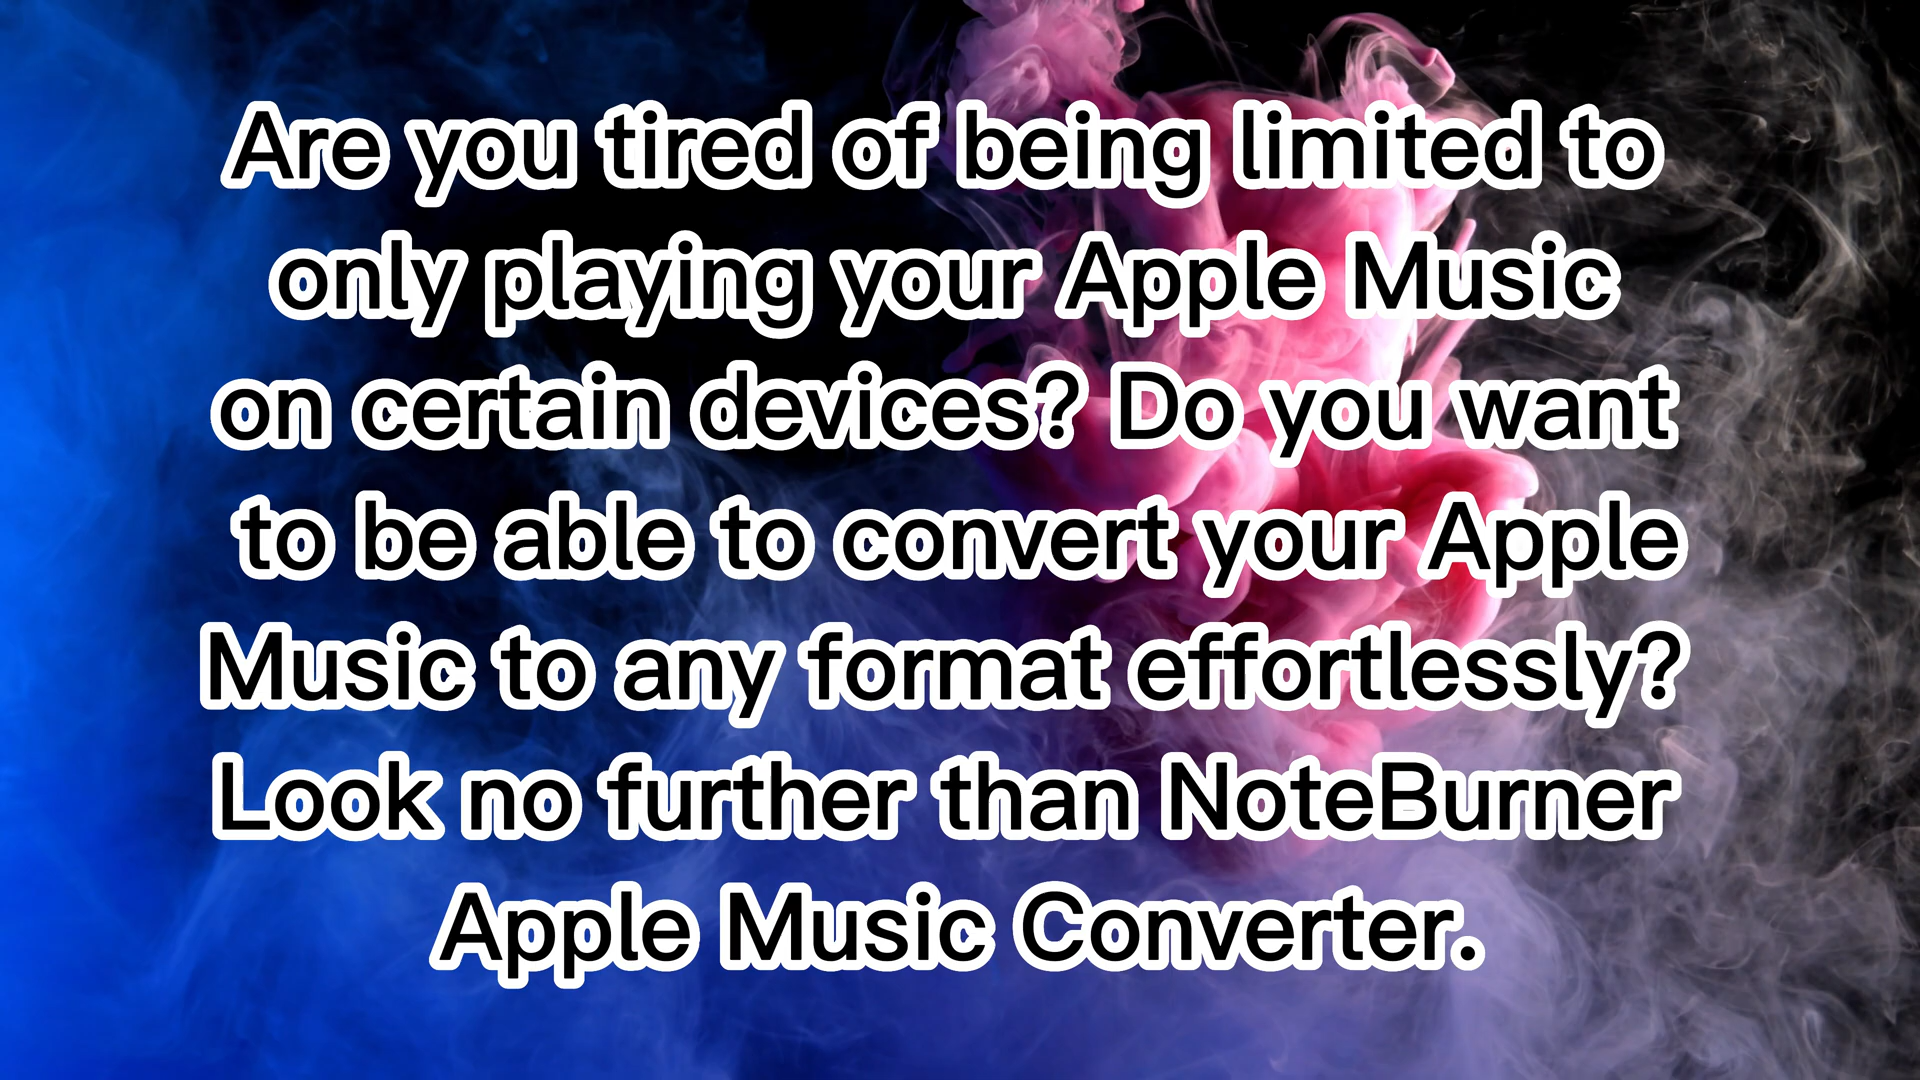 Are you tired of being limited to
only playing your Apple Music
on certain devices? Do you want
to be able to convert your Apple
Music to any format effortlessly?
Look no further than NoteBurner
Apple Music Converter.